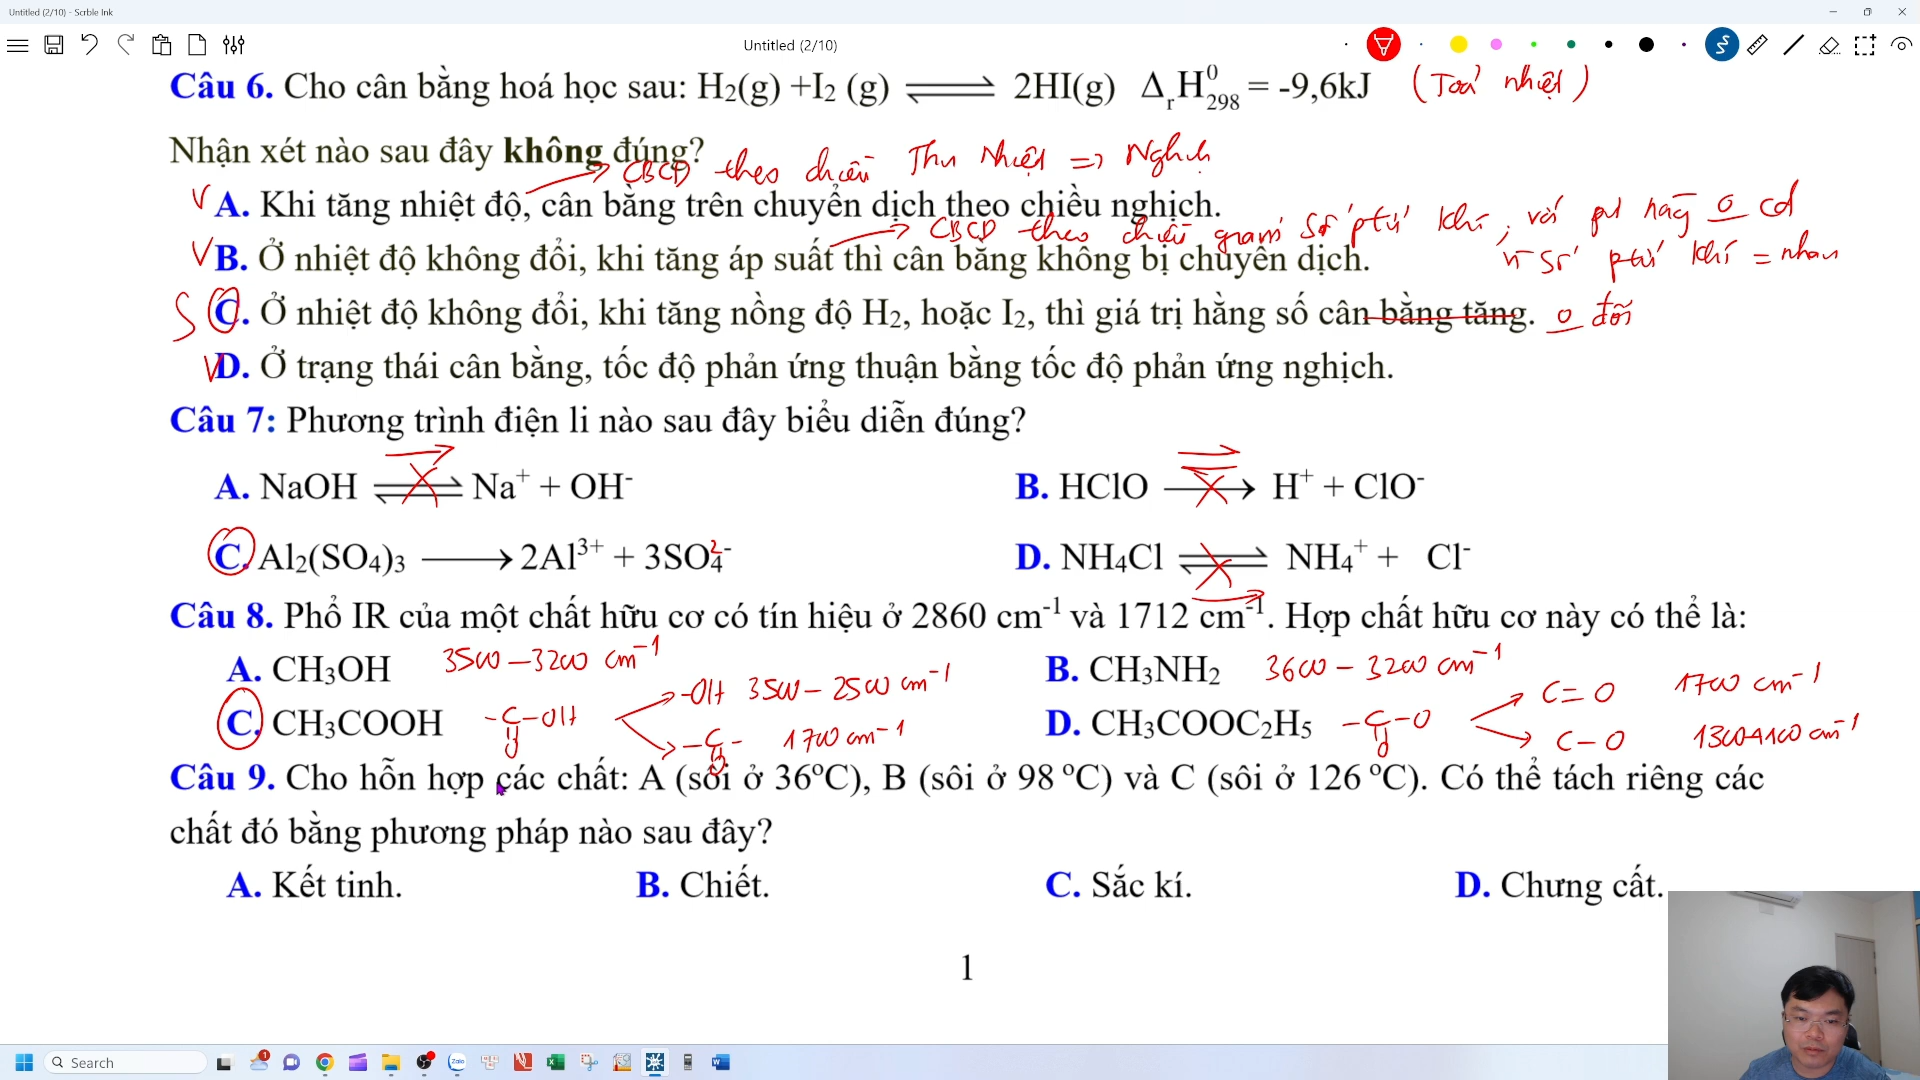 Untitled (2/10) - Scrble Ink
Untitled (2/10)
Câu 6. Cho cân bằng hoá học sau: H2(g) +I2 (g) ⇌ 2HI(g) ΔrH⁰298 = -9,6kJ (Toả nhiệt)
Nhận xét nào sau đây không đúng?
CBCD theo chiều Thu Nhiệt => Nghịch
A. Khi tăng nhiệt độ, cân bằng trên chuyển dịch theo chiều nghịch.
CBCD theo chiều giảm số ptử khí, với pư này 0 cd
B. Ở nhiệt độ không đổi, khi tăng áp suất thì cân bằng không bị chuyển dịch.
vì số ptử khí = nhau
S C. Ở nhiệt độ không đổi, khi tăng nồng độ H2, hoặc I2, thì giá trị hằng số cân bằng tăng. 0 đổi
D. Ở trạng thái cân bằng, tốc độ phản ứng thuận bằng tốc độ phản ứng nghịch.
Câu 7: Phương trình điện li nào sau đây biểu diễn đúng?
A. NaOH ⇌ Na⁺ + OH⁻ B. HClO → H⁺ + ClO⁻
C. Al2(SO4)3 → 2Al³⁺ + 3SO4²⁻ D. NH4Cl ⇌ NH4⁺ + Cl⁻
Câu 8. Phổ IR của một chất hữu cơ có tín hiệu ở 2860 cm⁻¹ và 1712 cm⁻¹. Hợp chất hữu cơ này có thể là:
A. CH3OH 3500 – 3200 cm⁻¹ B. CH3NH2 3600 – 3200 cm⁻¹
-OH 3500 – 2500 cm⁻¹ C=O 1700 cm⁻¹
C. CH3COOH -C-OH D. CH3COOC2H5 -C-O
-C- 1700 cm⁻¹ C-O 1300-1100 cm⁻¹
Câu 9. Cho hỗn hợp các chất: A (sôi ở 36ºC), B (sôi ở 98 ºC) và C (sôi ở 126 ºC). Có thể tách riêng các
chất đó bằng phương pháp nào sau đây?
A. Kết tinh. B. Chiết. C. Sắc kí. D. Chưng cất.
1
Search